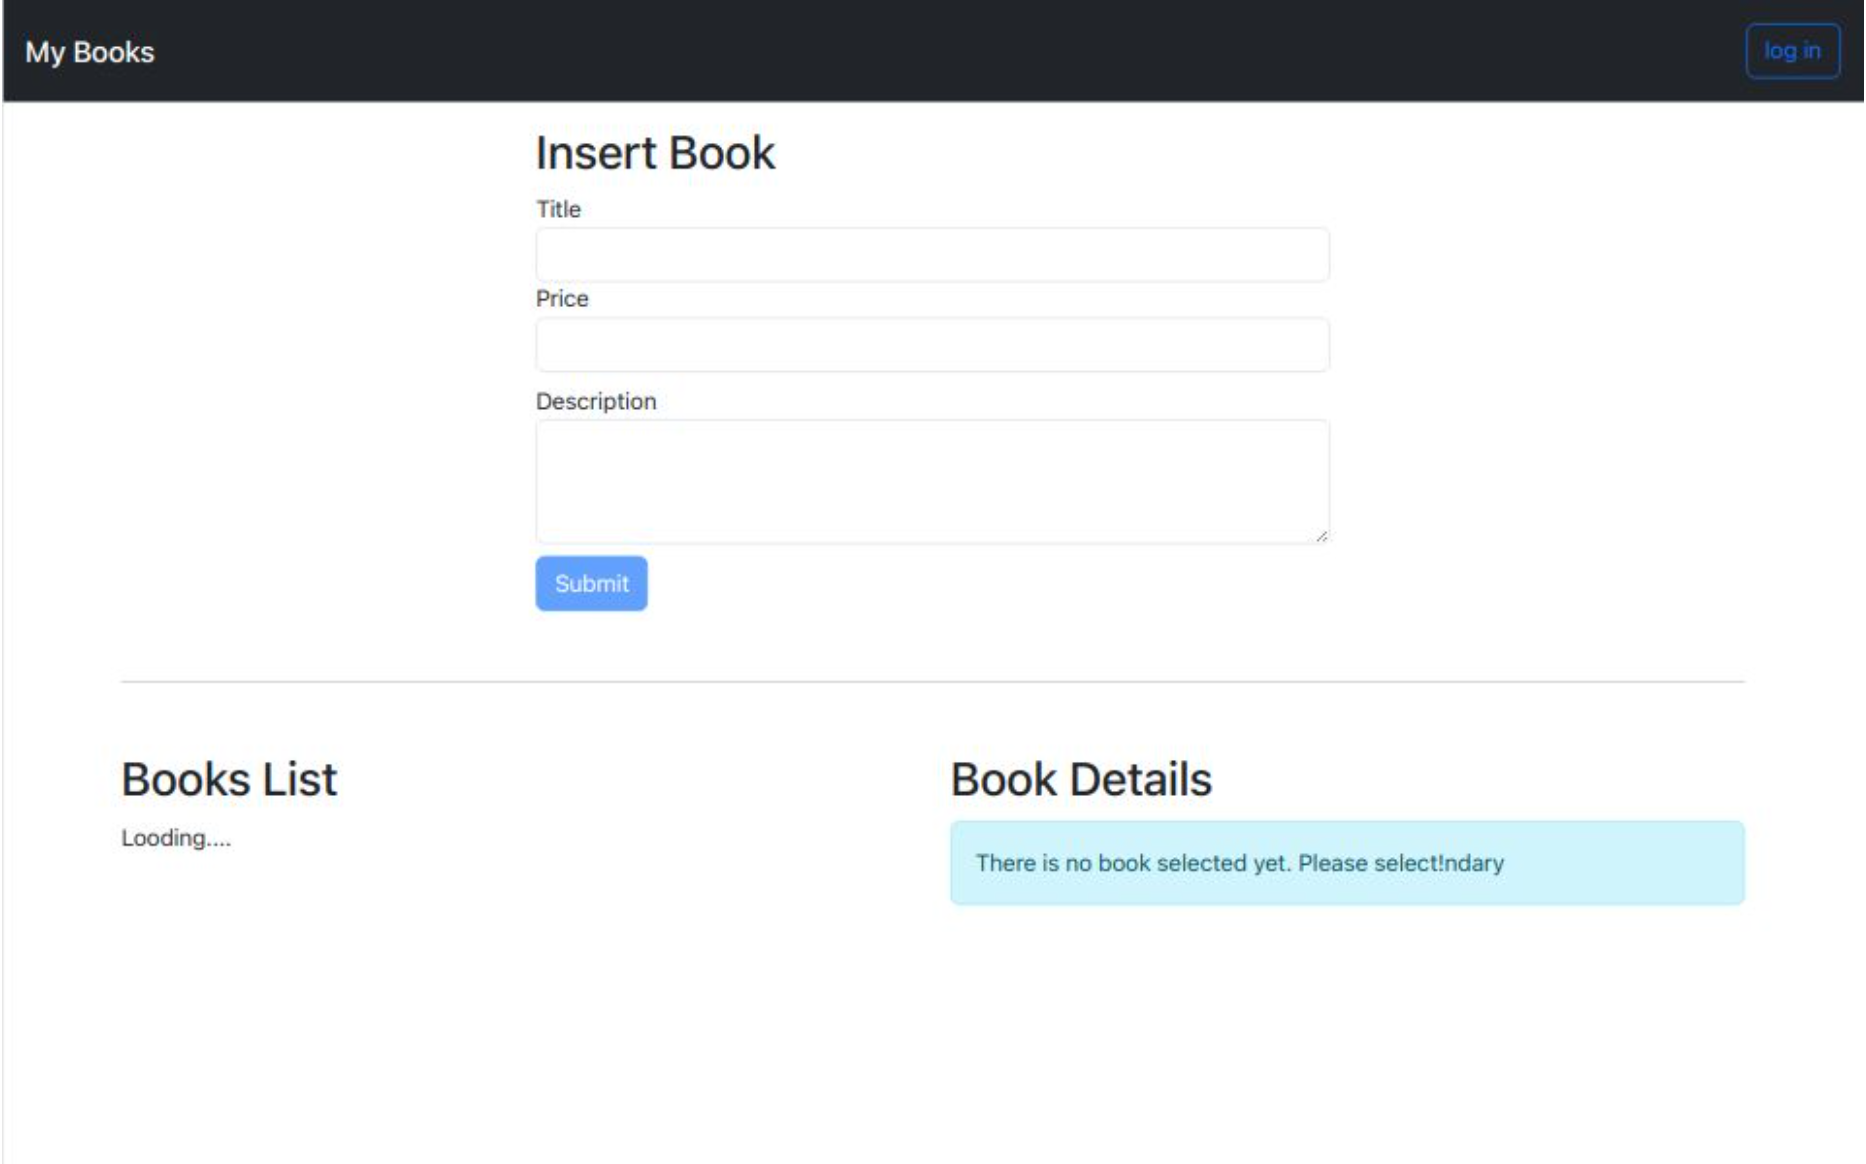 My Books
log in
Insert Book
Title
Price
Description
Submit
Books List
Book Details
Looding....
There is no book selected yet. Please select!ndary